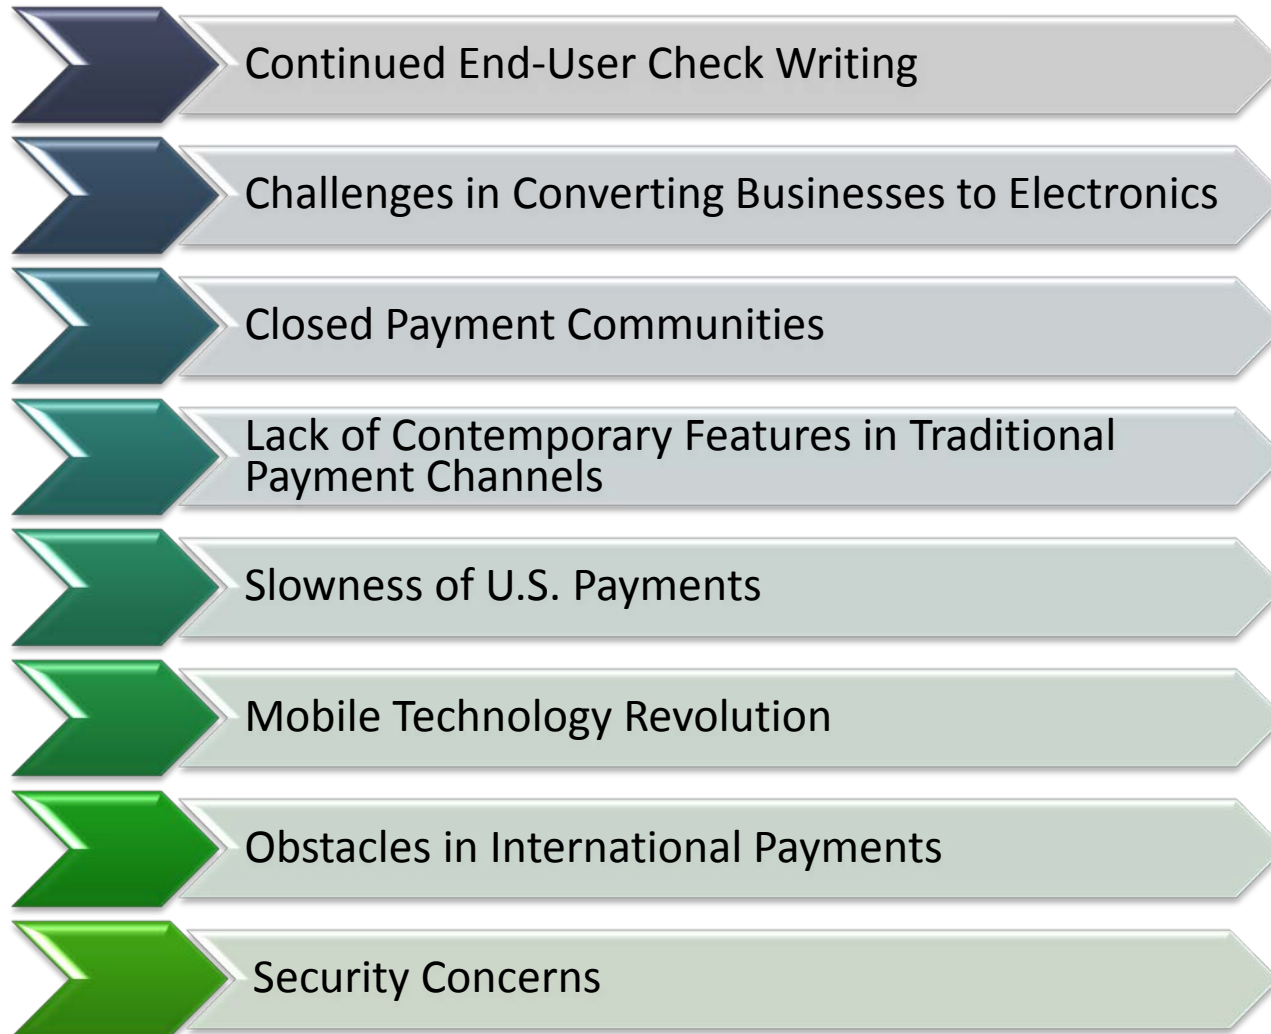 Continued End-User Check Writing
Challenges in Converting Businesses to Electronics
Closed Payment Communities
Lack of Contemporary Features in Traditional
Payment Channels
Slowness of U.S. Payments
Mobile Technology Revolution
Obstacles in International Payments
Security Concerns